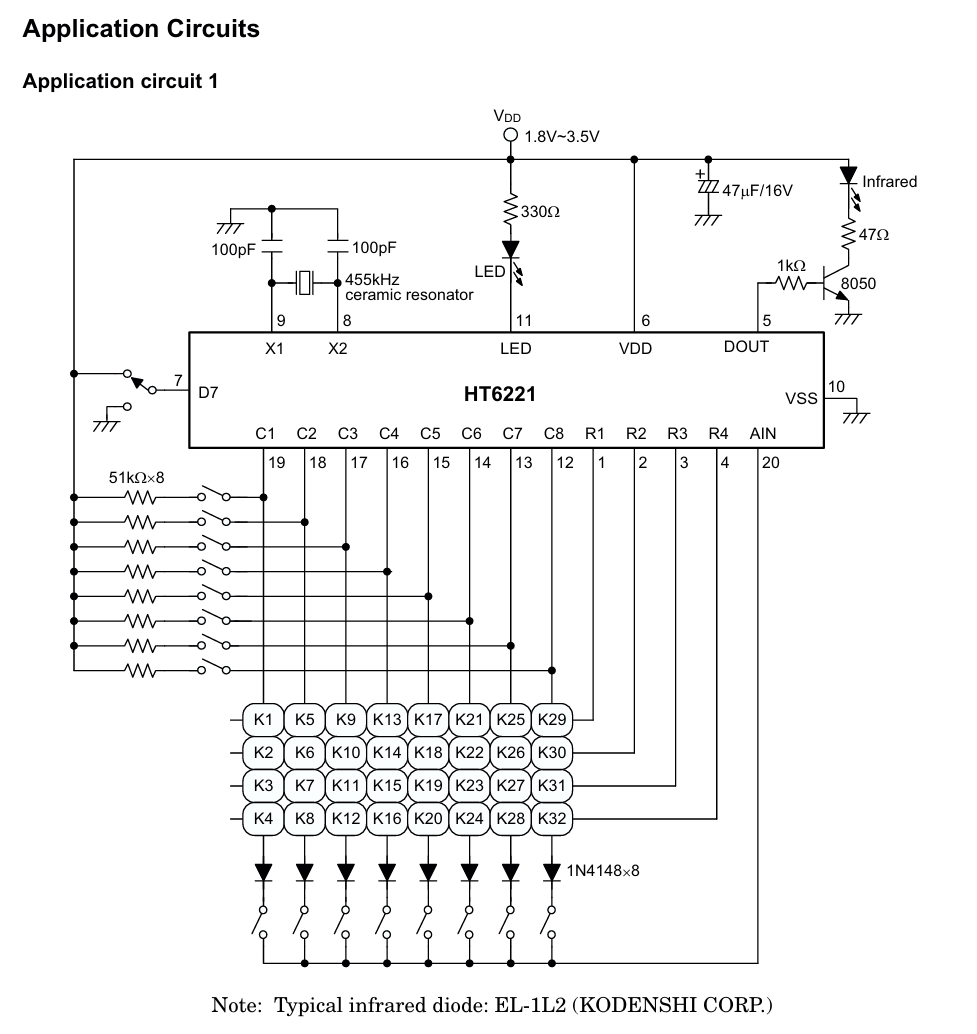 Application Circuits
Application circuit 1
VDD
1.8V~3.5V
Infrared
+
47μF/16V
330Ω
47Ω
100pF
100pF
LED
1kΩ
455kHz
ceramic resonator
8050
9
8
11
6
5
X1
X2
LED
VDD
DOUT
7
D7
HT6221
10
VSS
C1 C2 C3 C4 C5 C6 C7 C8 R1 R2 R3 R4 AIN
19 18 17 16 15 14 13 12 1 2 3 4 20
51kΩ×8
K1 K5 K9 K13 K17 K21 K25 K29
K2 K6 K10 K14 K18 K22 K26 K30
K3 K7 K11 K15 K19 K23 K27 K31
K4 K8 K12 K16 K20 K24 K28 K32
1N4148×8
Note: Typical infrared diode: EL-1L2 (KODENSHI CORP.)